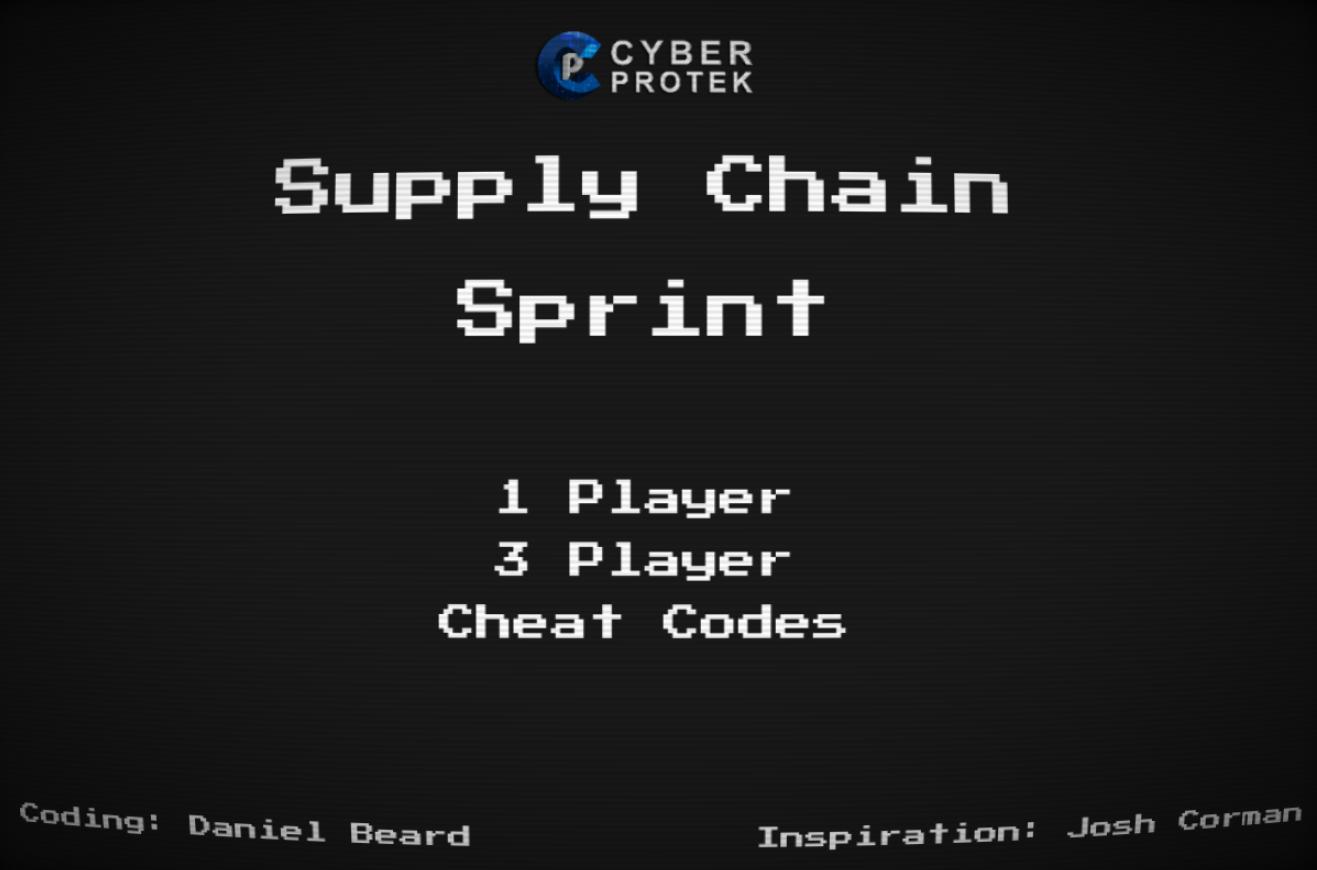 CYBER
PROTEK
Supply Chain
Sprint
1 Player
3 Player
Cheat Codes
Coding: Daniel Beard
Inspiration: Josh Corman